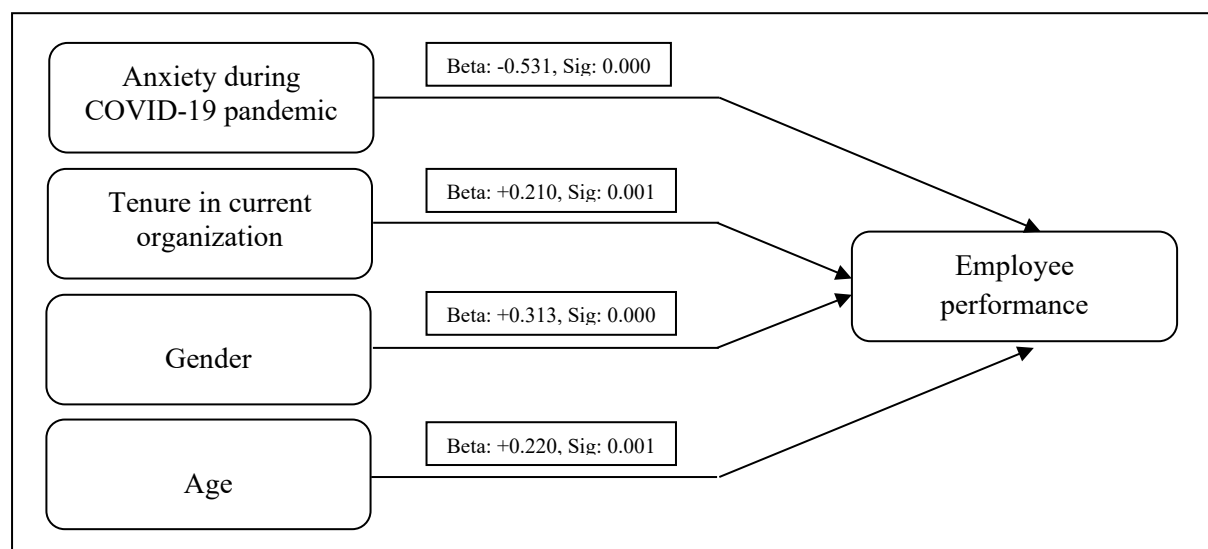 Anxiety during
COVID-19 pandemic
Beta: -0.531, Sig: 0.000
Tenure in current
organization
Beta: +0.210, Sig: 0.001
Gender
Beta: +0.313, Sig: 0.000
Age
Beta: +0.220, Sig: 0.001
Employee
performance